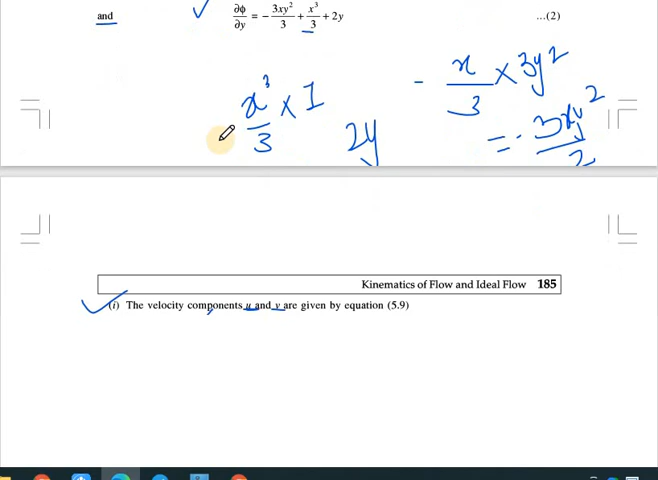 and ∂ϕ/∂y = −3xy²/3 + x³/3 + 2y ...(2)
x³/3 × 1
2y
- x/3 × 3y²
= - 3xy²/3
Kinematics of Flow and Ideal Flow 185
(i) The velocity components u and v are given by equation (5.9)